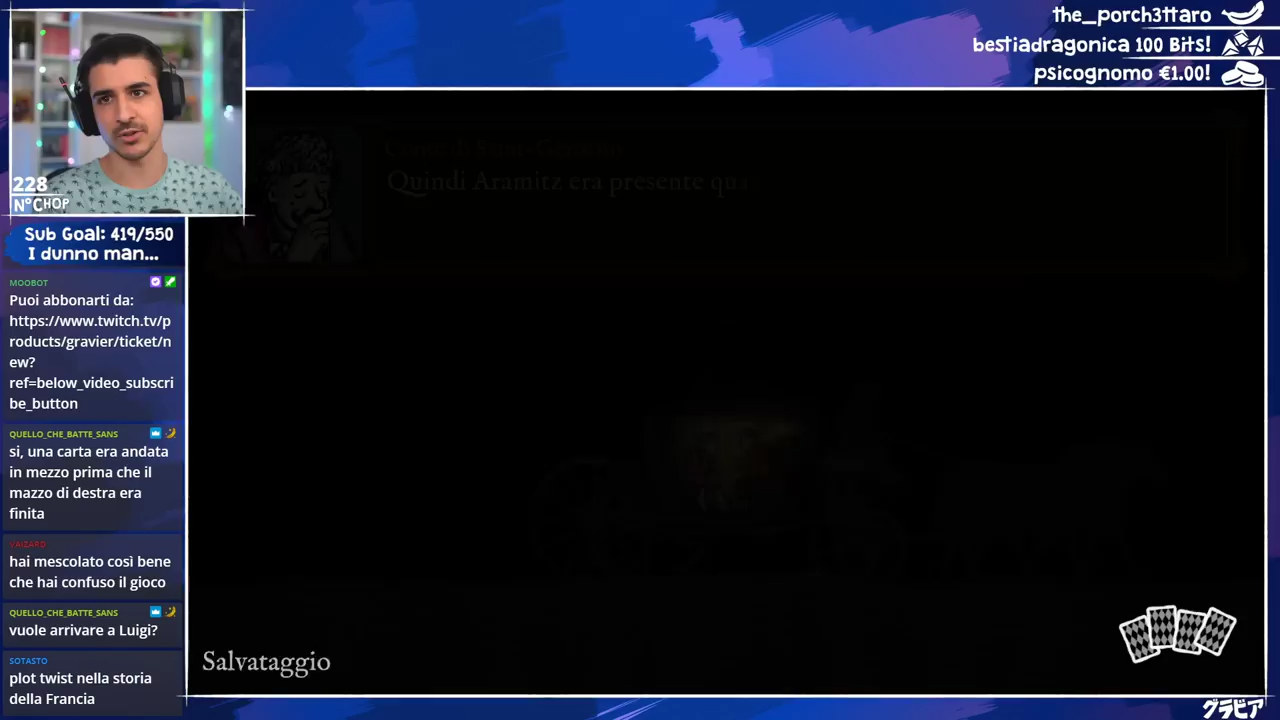 the_porch3ttaro
bestiadragonica 100 Bits!
psicognomo €1.00!
228
N°CHOP
Sub Goal: 419/550
I dunno man...
Quindi Aramitz era presente qua
MOOBOT
Puoi abbonarti da:
https://www.twitch.tv/p
roducts/gravier/ticket/n
ew?
ref=below_video_subscri
be_button
QUELLO_CHE_BATTE_SANS
si, una carta era andata
in mezzo prima che il
mazzo di destra era
finita
VAIZARD
hai mescolato così bene
che hai confuso il gioco
QUELLO_CHE_BATTE_SANS
vuole arrivare a Luigi?
SOTASTO
plot twist nella storia
della Francia
Salvataggio
グラビア